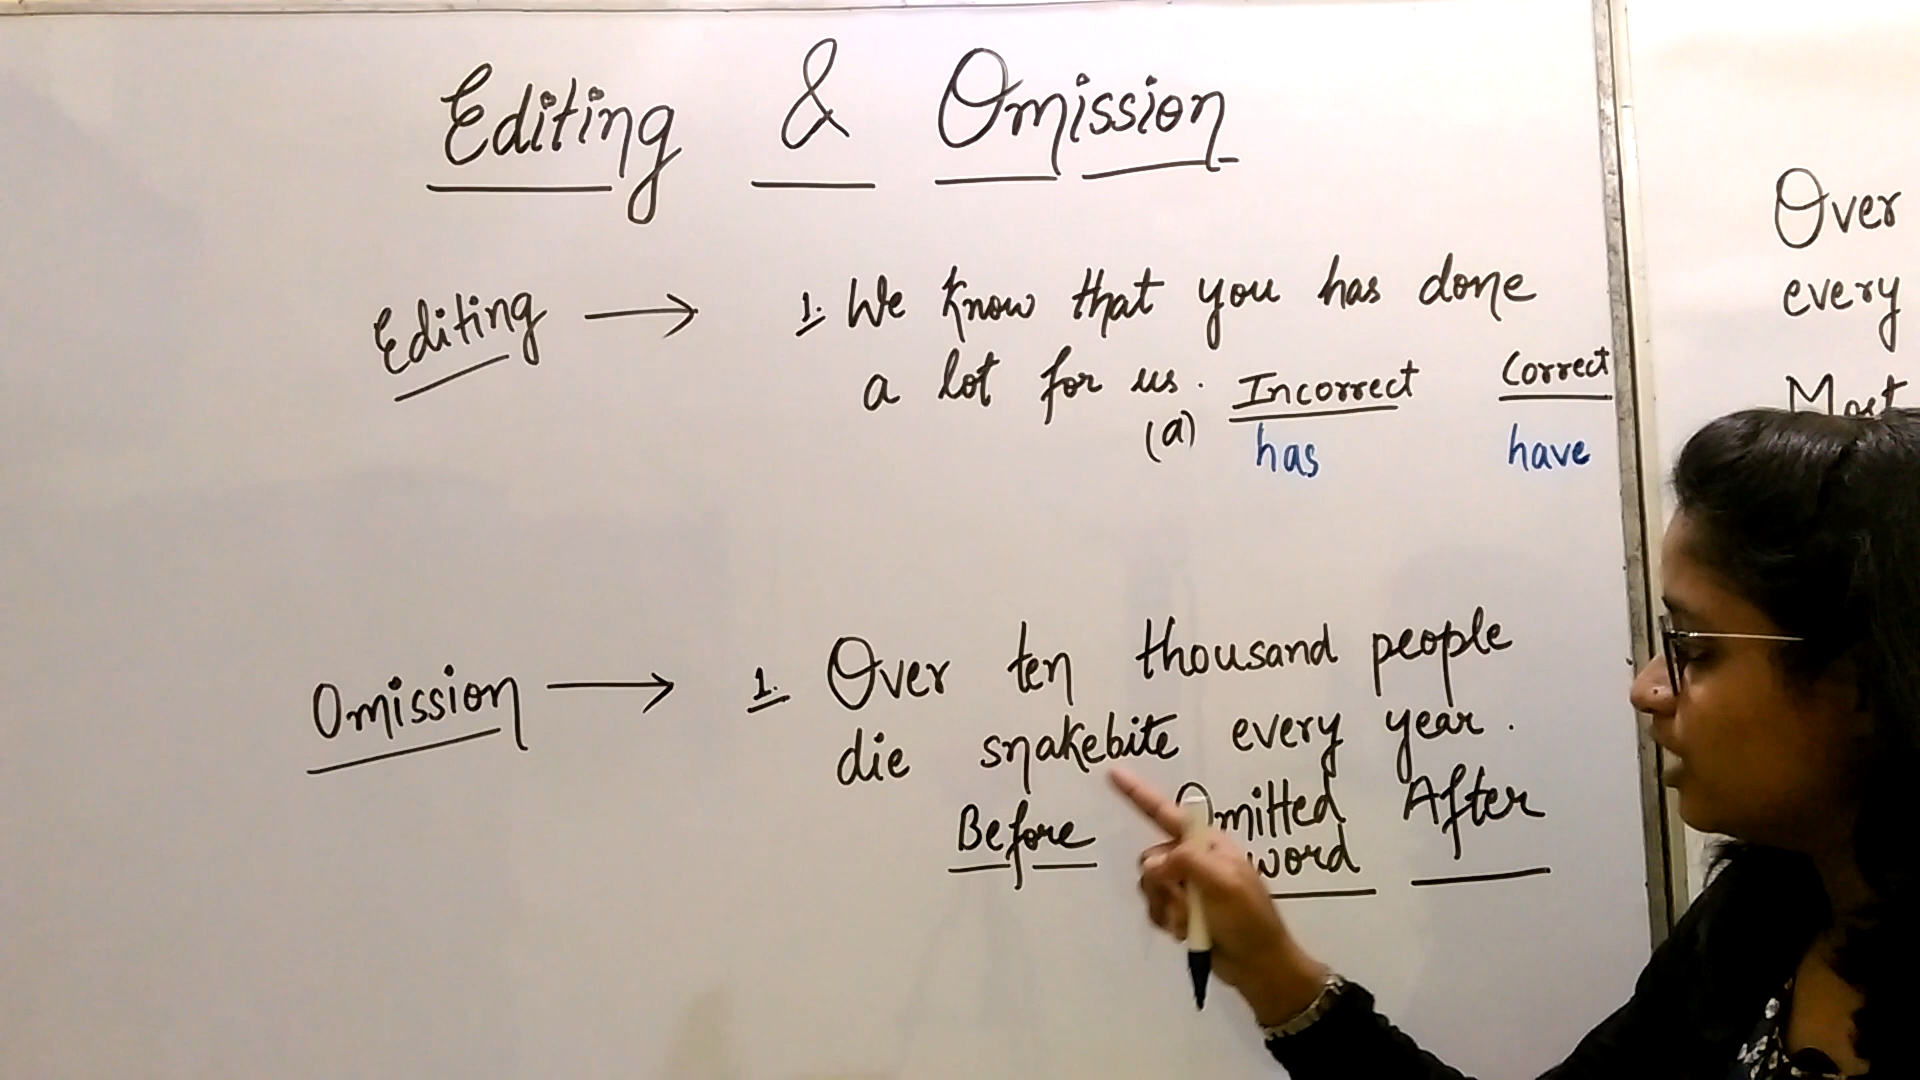 Editing & Omission
Editing → 1. We know that you has done
a lot for us. Incorrect Correct
(a) has have
Omission → 1. Over ten thousand people
die snakebite every year.
Before Omitted After
word
Over
every
Most